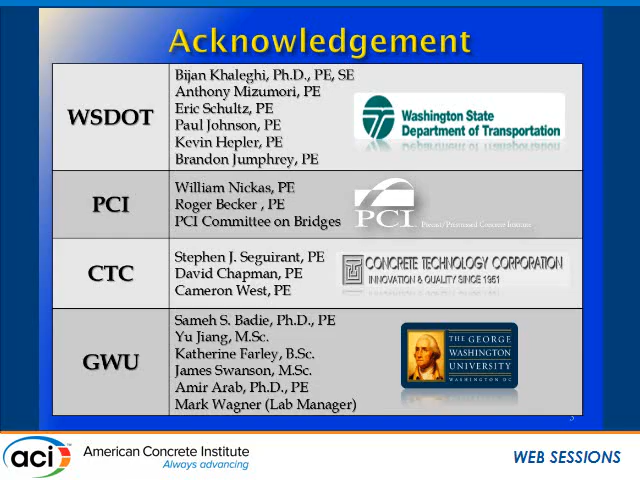 Acknowledgement
WSDOT
Bijan Khaleghi, Ph.D., PE, SE
Anthony Mizumori, PE
Eric Schultz, PE
Paul Johnson, PE
Kevin Hepler, PE
Brandon Jumphrey, PE
Washington State
Department of Transportation
PCI
William Nickas, PE
Roger Becker , PE
PCI Committee on Bridges
PCI
Precast/Prestressed Concrete Institute
CTC
Stephen J. Seguirant, PE
David Chapman, PE
Cameron West, PE
CONCRETE TECHNOLOGY CORPORATION
INNOVATION & QUALITY SINCE 1951
GWU
Sameh S. Badie, Ph.D., PE
Yu Jiang, M.Sc.
Katherine Farley, B.Sc.
James Swanson, M.Sc.
Amir Arab, Ph.D., PE
Mark Wagner (Lab Manager)
THE GEORGE
WASHINGTON
UNIVERSITY
WASHINGTON DC
3
aci
American Concrete Institute
Always advancing
WEB SESSIONS